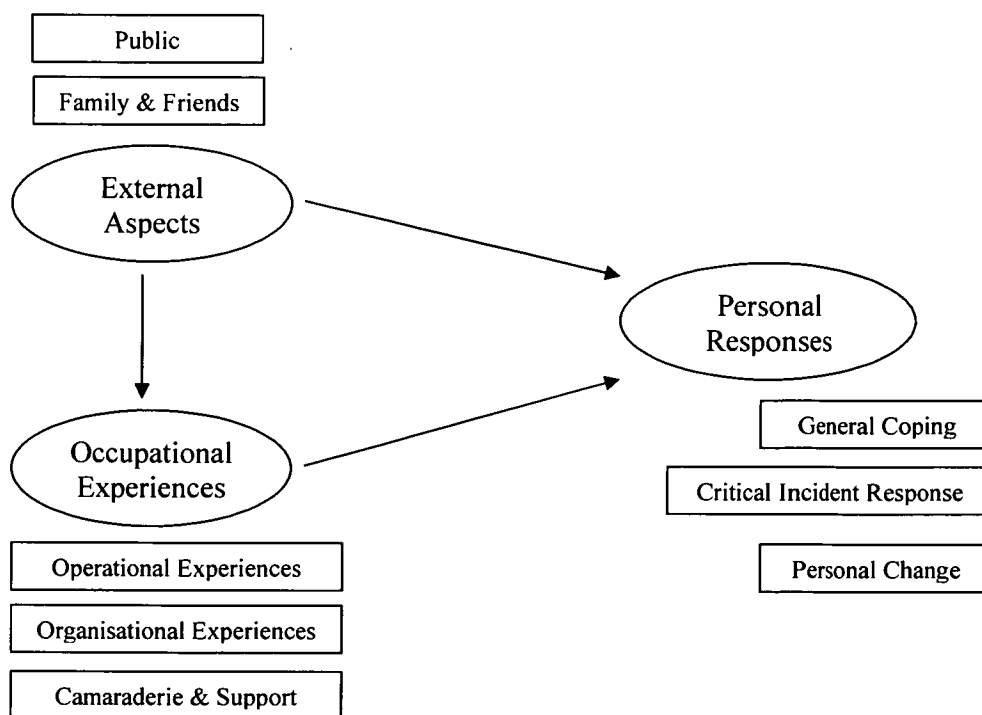 Public
Family & Friends
External
Aspects
Personal
Responses
General Coping
Critical Incident Response
Personal Change
Occupational
Experiences
Operational Experiences
Organisational Experiences
Camaraderie & Support